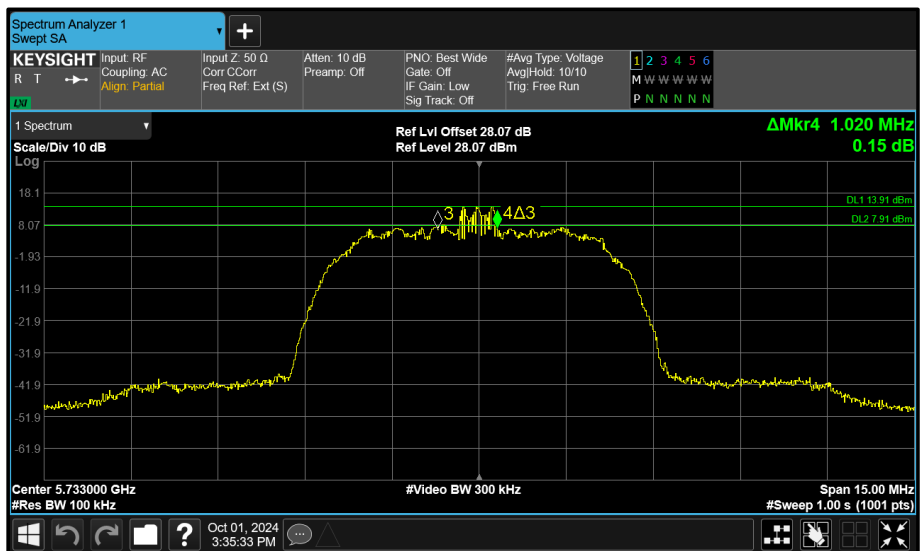 Spectrum Analyzer 1
Swept SA
+
KEYSIGHT
R T
LXI
Input: RF
Coupling: AC
Align: Partial
Input Z: 50 Ω
Corr CCorr
Freq Ref: Ext (S)
Atten: 10 dB
Preamp: Off
PNO: Best Wide
Gate: Off
IF Gain: Low
Sig Track: Off
#Avg Type: Voltage
Avg|Hold: 10/10
Trig: Free Run
1 2 3 4 5 6
M W W W W W
P N N N N N
1 Spectrum
Scale/Div 10 dB
Log
Ref Lvl Offset 28.07 dB
Ref Level 28.07 dBm
ΔMkr4 1.020 MHz
0.15 dB
18.1
8.07
-1.93
-11.9
-21.9
-31.9
-41.9
-51.9
-61.9
3
4Δ3
DL1 13.91 dBm
DL2 7.91 dBm
Center 5.733000 GHz
#Res BW 100 kHz
#Video BW 300 kHz
Span 15.00 MHz
#Sweep 1.00 s (1001 pts)
?
Oct 01, 2024
3:35:33 PM